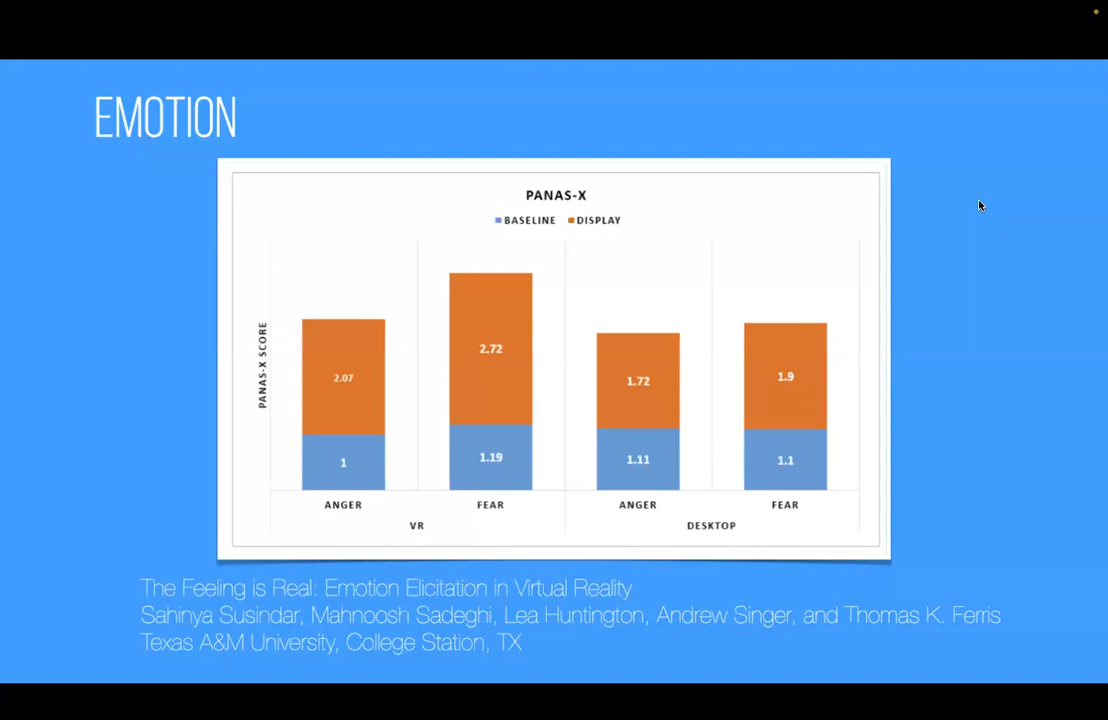 EMOTION
PANAS-X
BASELINE DISPLAY
PANAS-X SCORE
2.07
2.72
1.72
1.9
1
1.19
1.11
1.1
ANGER FEAR ANGER FEAR
VR DESKTOP
The Feeling is Real: Emotion Elicitation in Virtual Reality
Sahinya Susindar, Mahnoosh Sadeghi, Lea Huntington, Andrew Singer, and Thomas K. Ferris
Texas A&M University, College Station, TX